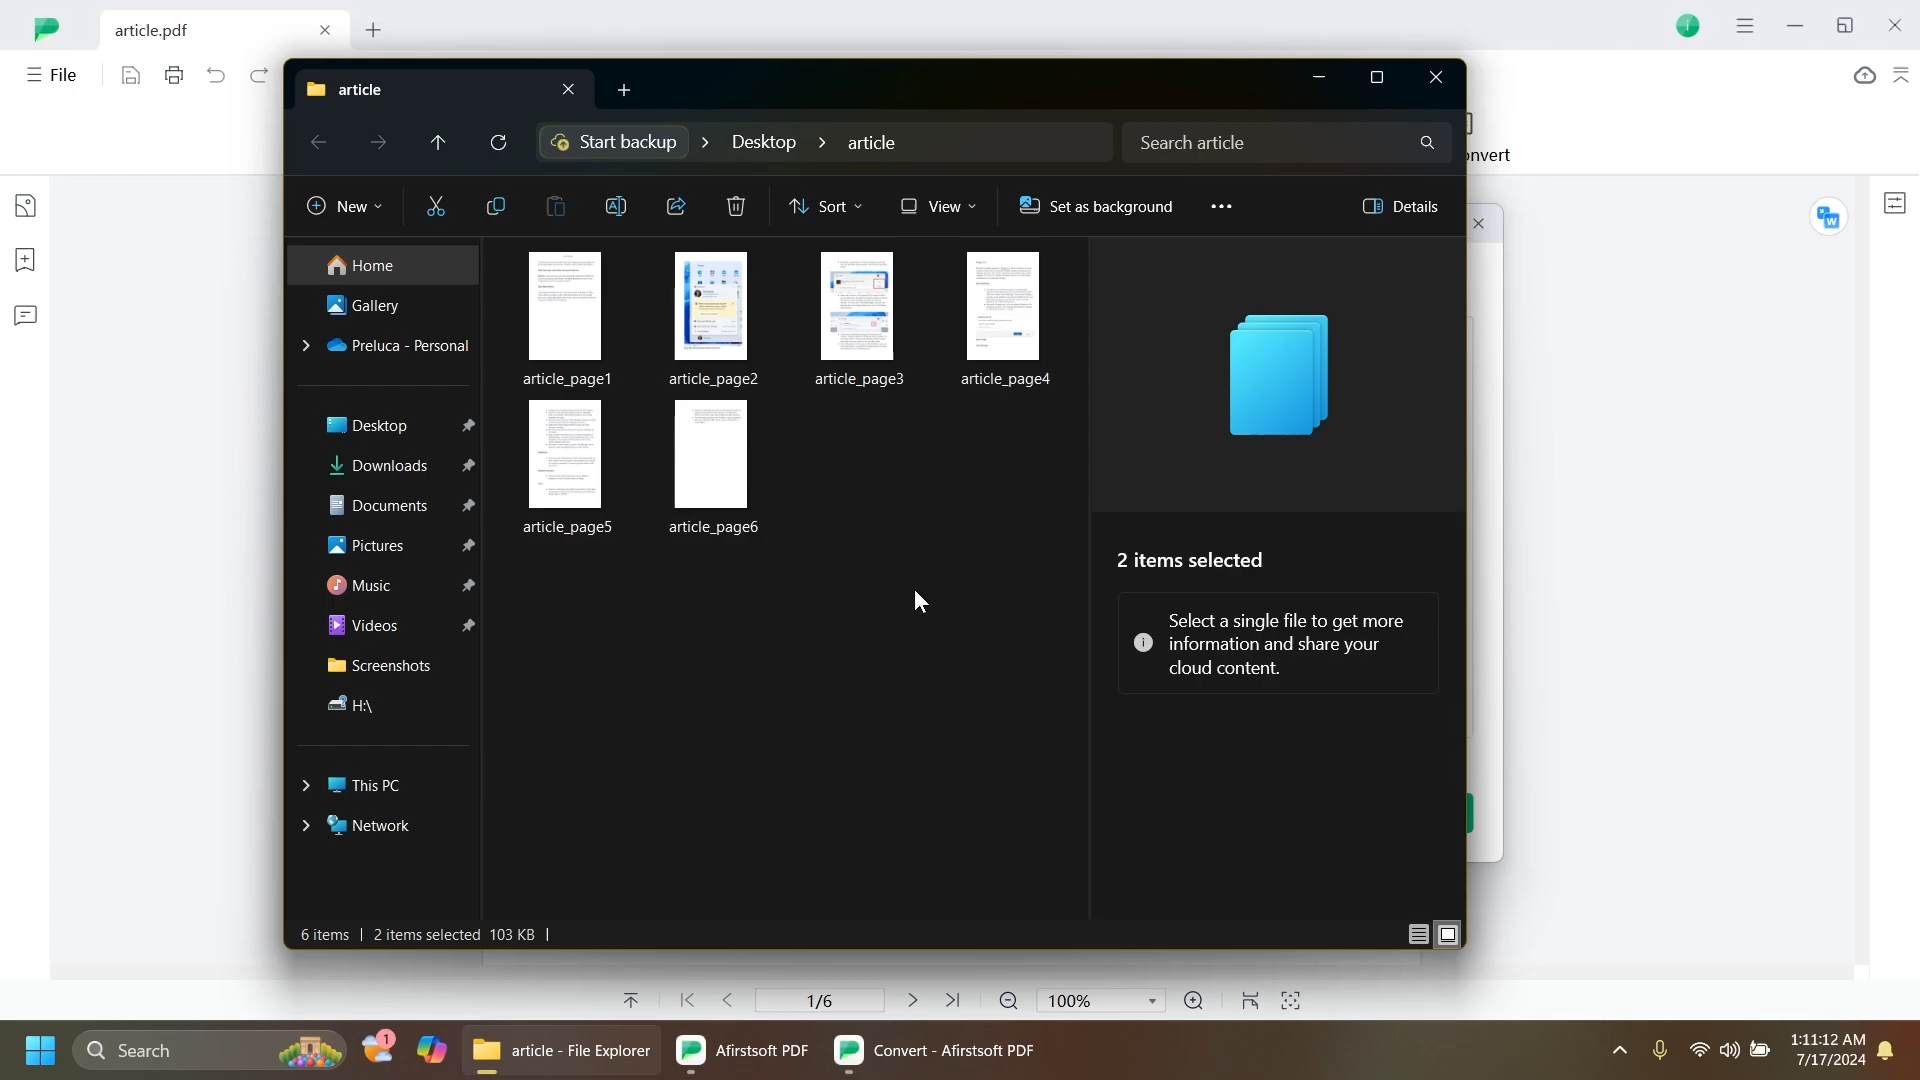 article.pdf
File
article
Start backup > Desktop > article
Search article
nvert
New
Sort
View
Set as background
Details
Home
Gallery
Preluca - Personal
Desktop
Downloads
Documents
Pictures
Music
Videos
Screenshots
H:\
This PC
Network
article_page1
article_page2
article_page3
article_page4
article_page5
article_page6
2 items selected
Select a single file to get more
information and share your
cloud content.
6 items
2 items selected 103 KB
1/6
100%
Search
1
article - File Explorer
Afirstsoft PDF
Convert - Afirstsoft PDF
1:11:12 AM
7/17/2024